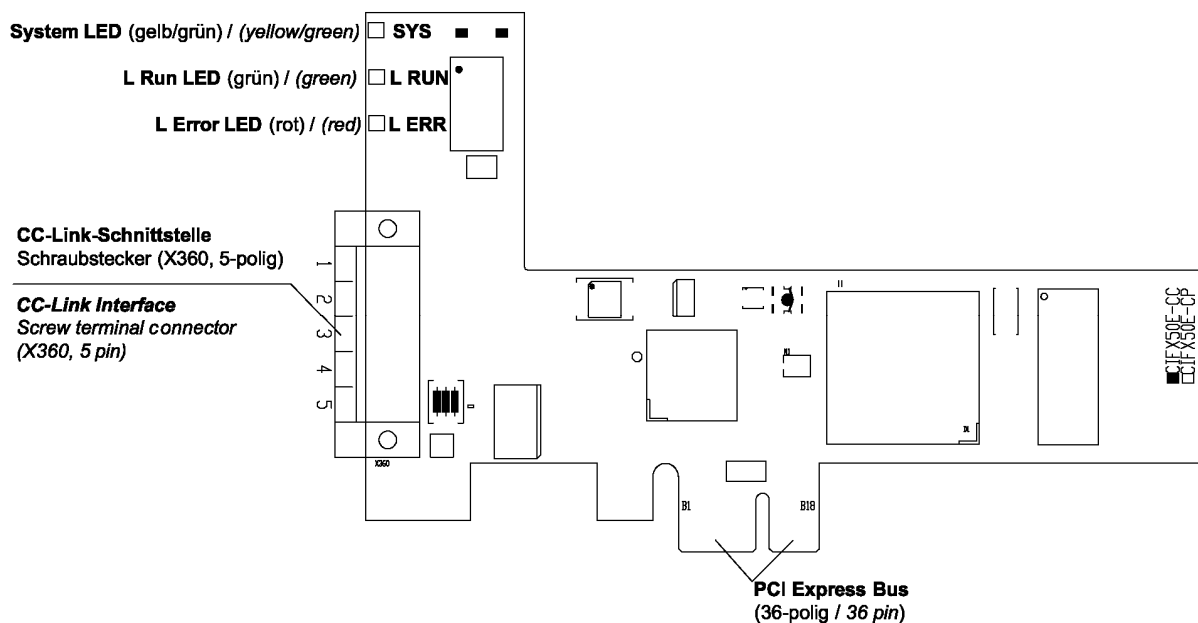 System LED (gelb/grün) / (yellow/green) SYS
L Run LED (grün) / (green) L RUN
L Error LED (rot) / (red) L ERR
CC-Link-Schnittstelle
Schraubstecker (X360, 5-polig)
CC-Link Interface
Screw terminal connector
(X360, 5 pin)
1
2
3
4
5
X360
B1
B18
CIFX50E-CC
CIFX50E-CP
PCI Express Bus
(36-polig / 36 pin)